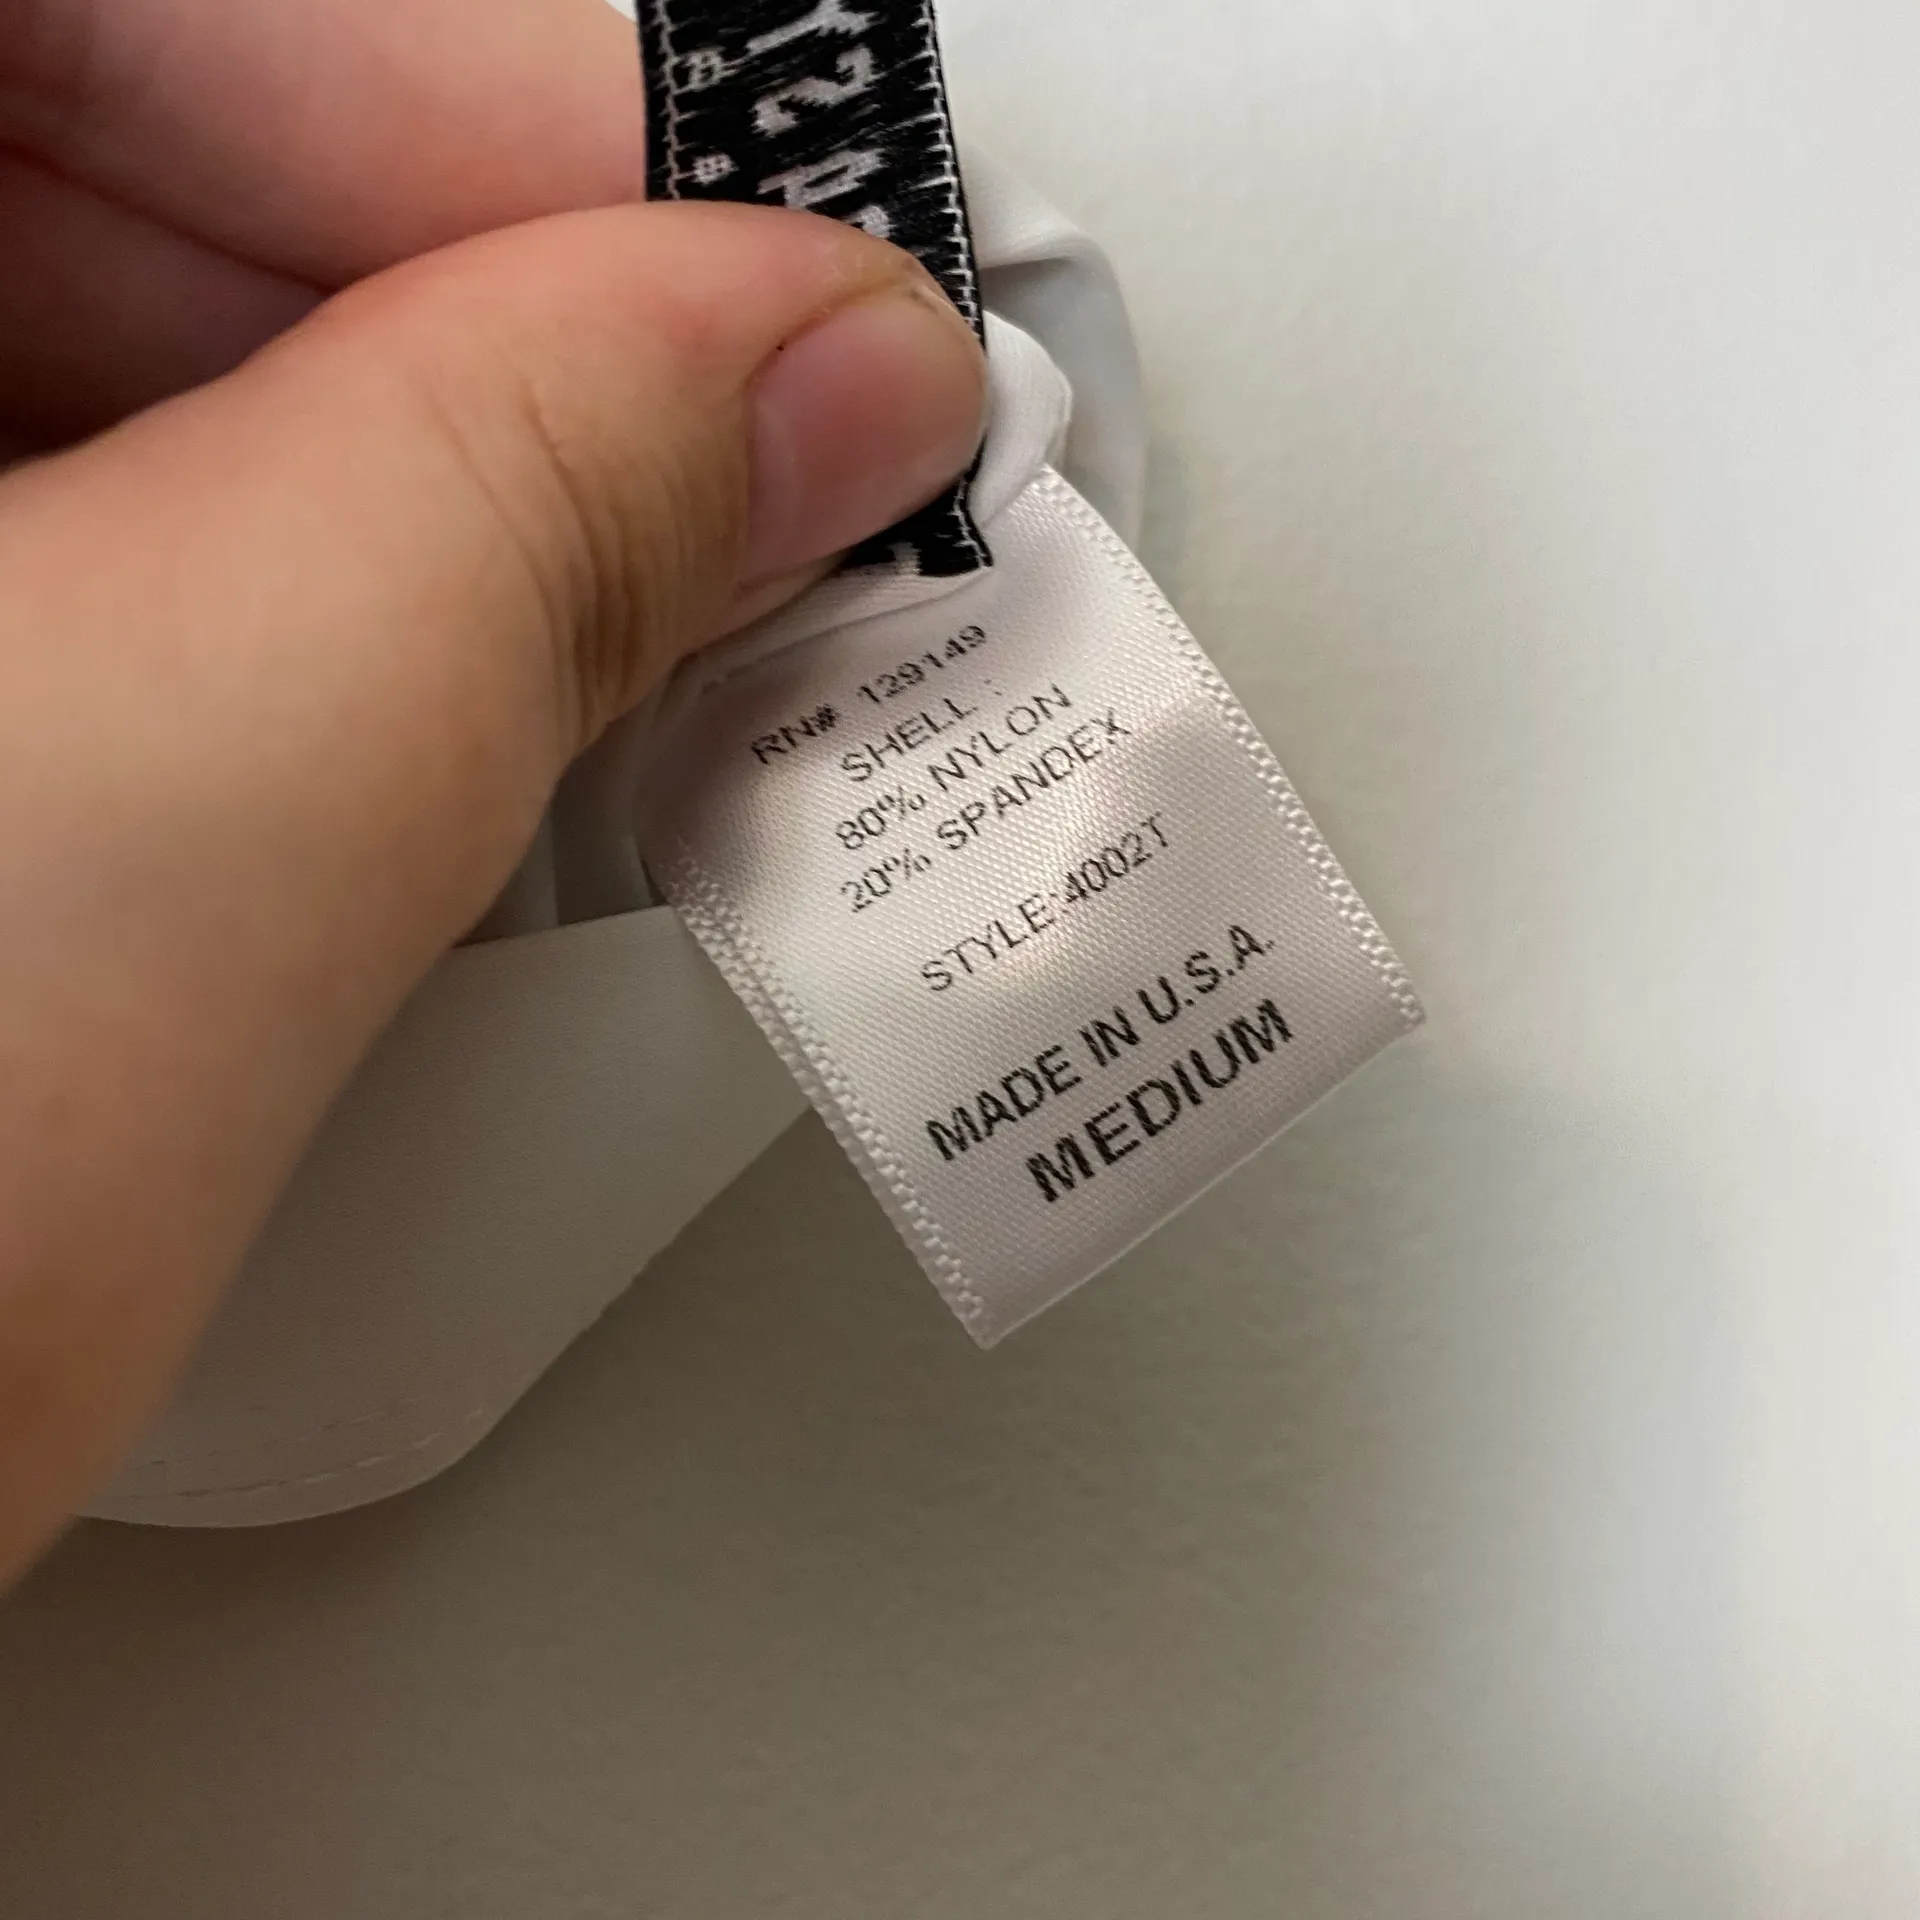 RN# 129149
SHELL :
80% NYLON
20% SPANDEX
STYLE:4002T
MADE IN U.S.A.
MEDIUM